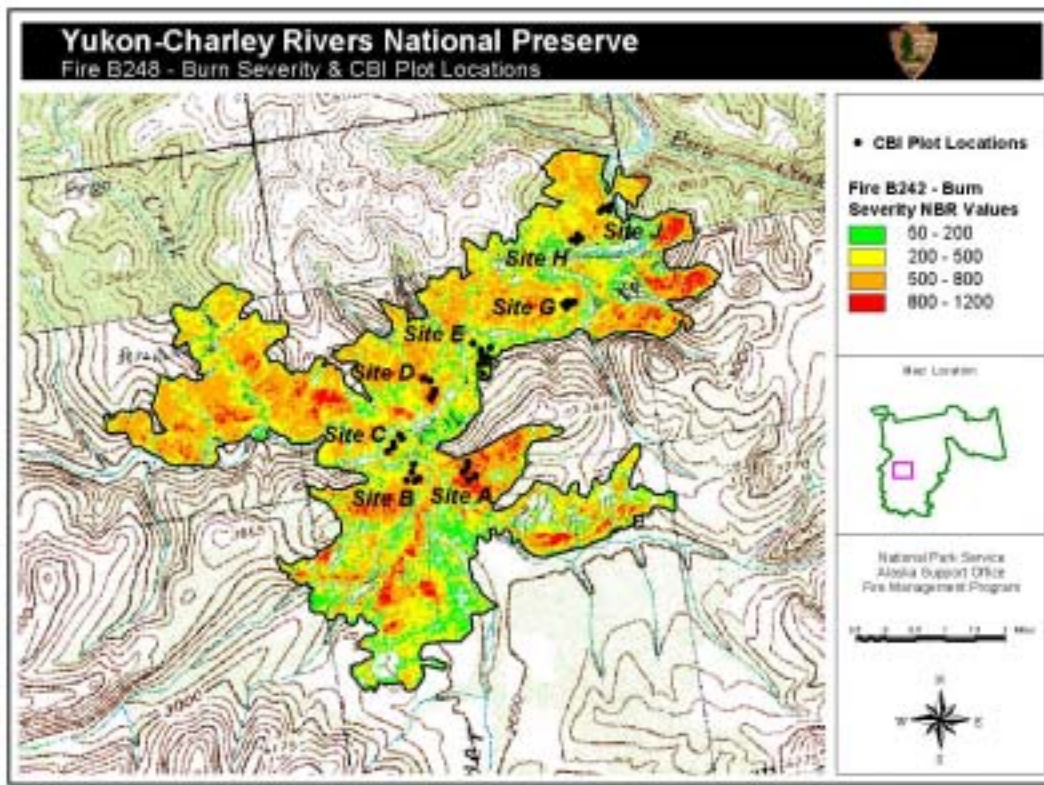 Yukon-Charley Rivers National Preserve
Fire B248 - Burn Severity & CBI Plot Locations
CBI Plot Locations
Fire B242 - Burn
Severity NBR Values
50 - 200
200 - 500
500 - 800
800 - 1200
Map Location
National Park Service
Alaska Support Office
Fire Management Program
N
W E
S
Creek
Site J
Site H
Site G
Site E
Site D
Site C
Site B
Site A